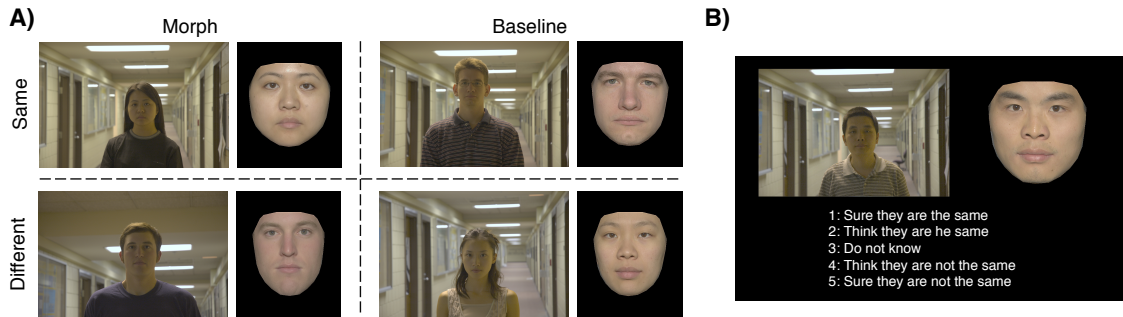 A)
Morph
Baseline
B)
Same
Different
1: Sure they are the same
2: Think they are he same
3: Do not know
4: Think they are not the same
5: Sure they are not the same